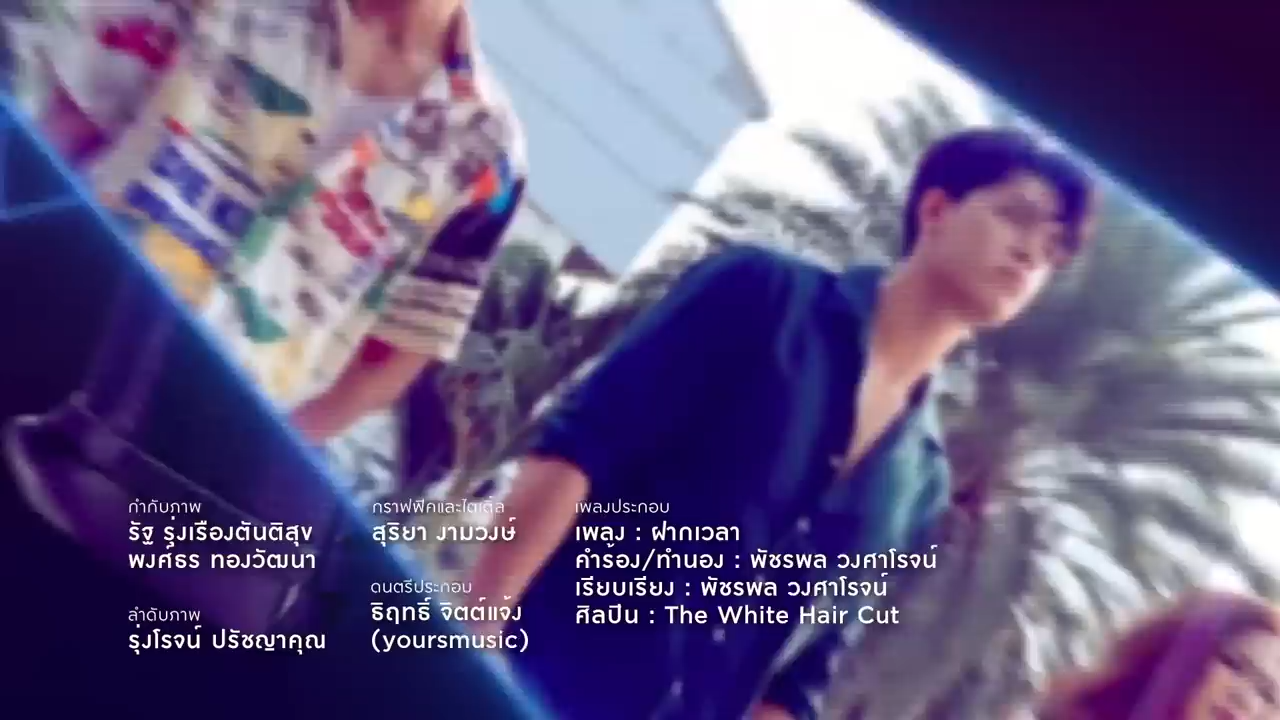 กำกับภาพ
รัฐ รุ่งเรืองตันติสุข
พงศ์ธร ทองวัฒนา
ลำดับภาพ
รุ่งโรจน์ ปรัชญาคุณ
กราฟฟิคและไตเติ้ล
สุริยา งามวงษ์
ดนตรีประกอบ
ธิฤทธิ์ จิตต์แจ้ง
(yoursmusic)
เพลงประกอบ
เพลง : ฝากเวลา
คำร้อง/ทำนอง : พัชรพล วงศาโรจน์
เรียบเรียง : พัชรพล วงศาโรจน์
ศิลปิน : The White Hair Cut